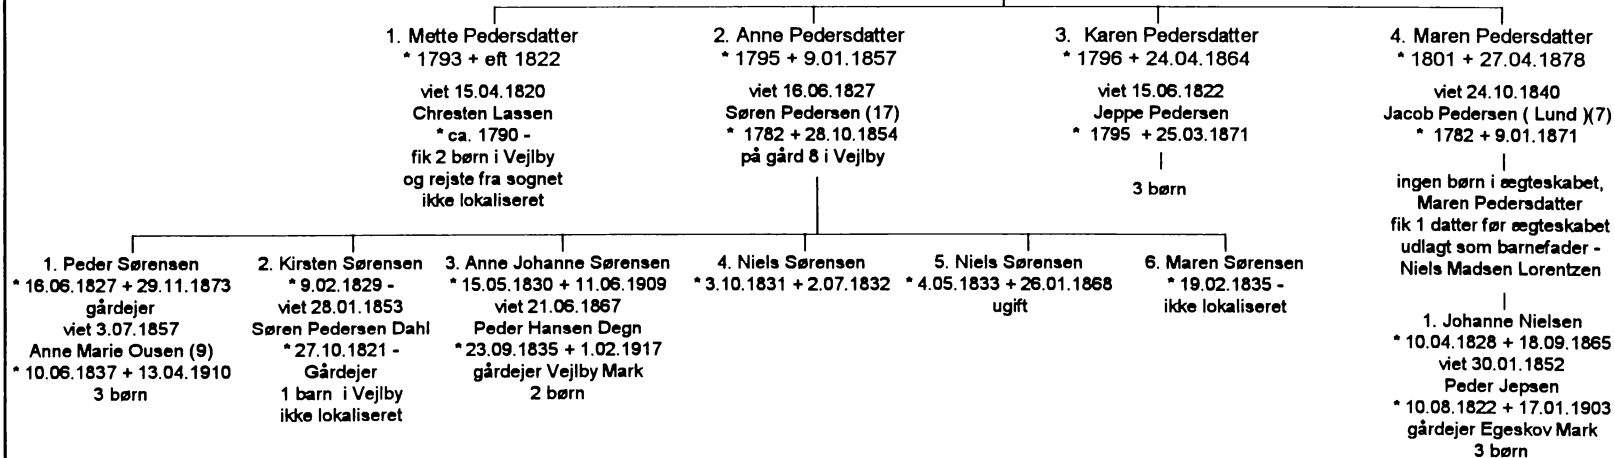 1. Mette Pedersdatter
* 1793 + eft 1822
viet 15.04.1820
Chresten Lassen
* ca. 1790 -
fik 2 børn i Vejlby
og rejste fra sognet
ikke lokaliseret
2. Anne Pedersdatter
* 1795 + 9.01.1857
viet 16.06.1827
Søren Pedersen (17)
* 1782 + 28.10.1854
på gård 8 i Vejlby
3. Karen Pedersdatter
* 1796 + 24.04.1864
viet 15.06.1822
Jeppe Pedersen
* 1795 + 25.03.1871
3 børn
4. Maren Pedersdatter
* 1801 + 27.04.1878
viet 24.10.1840
Jacob Pedersen ( Lund )(7)
* 1782 + 9.01.1871
ingen børn i ægteskabet,
Maren Pedersdatter
fik 1 datter før ægteskabet
udlagt som barnefader -
Niels Madsen Lorentzen
1. Peder Sørensen
* 16.06.1827 + 29.11.1873
gårdejer
viet 3.07.1857
Anne Marie Ousen (9)
* 10.06.1837 + 13.04.1910
3 børn
2. Kirsten Sørensen
* 9.02.1829 -
viet 28.01.1853
Søren Pedersen Dahl
* 27.10.1821 -
Gårdejer
1 barn i Vejlby
ikke lokaliseret
3. Anne Johanne Sørensen
* 15.05.1830 + 11.06.1909
viet 21.06.1867
Peder Hansen Degn
* 23.09.1835 + 1.02.1917
gårdejer Vejlby Mark
2 børn
4. Niels Sørensen
* 3.10.1831 + 2.07.1832
5. Niels Sørensen
* 4.05.1833 + 26.01.1868
ugift
6. Maren Sørensen
* 19.02.1835 -
ikke lokaliseret
1. Johanne Nielsen
* 10.04.1828 + 18.09.1865
viet 30.01.1852
Peder Jepsen
* 10.08.1822 + 17.01.1903
gårdejer Egeskov Mark
3 børn